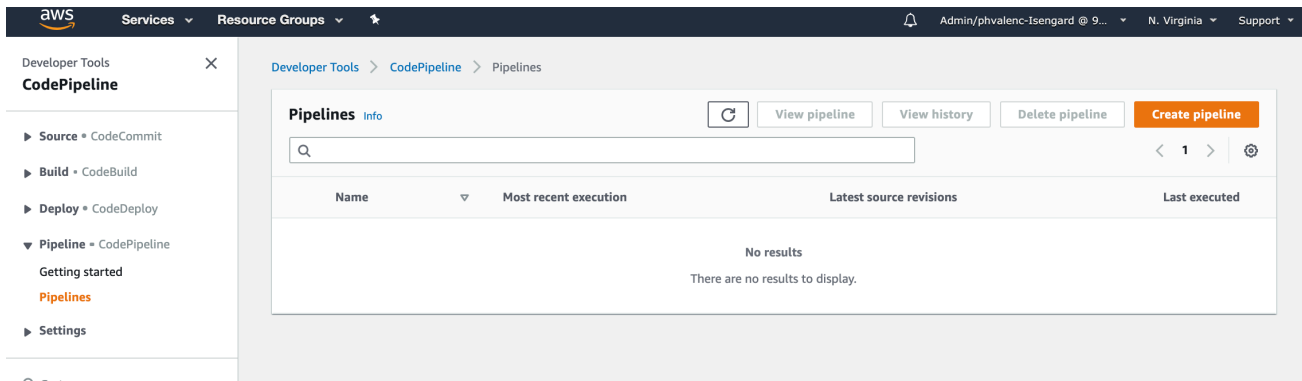 aws Services Resource Groups Admin/phvalenc-Isengard @ 9... N. Virginia Support
Developer Tools
CodePipeline
Source • CodeCommit
Build • CodeBuild
Deploy • CodeDeploy
Pipeline • CodePipeline
Getting started
Pipelines
Settings
Developer Tools > CodePipeline > Pipelines
Pipelines Info View pipeline View history Delete pipeline Create pipeline
< 1 >
Name Most recent execution Latest source revisions Last executed
No results
There are no results to display.